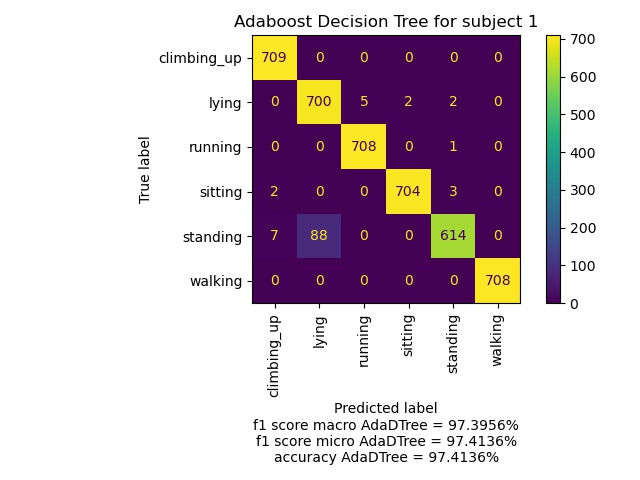 Adaboost Decision Tree for subject 1
True label
climbing_up 709 0 0 0 0 0
lying 0 700 5 2 2 0
running 0 0 708 0 1 0
sitting 2 0 0 704 3 0
standing 7 88 0 0 614 0
walking 0 0 0 0 0 708
climbing_up lying running sitting standing walking
700
600
500
400
300
200
100
0
Predicted label
f1 score macro AdaDTree = 97.3956%
f1 score micro AdaDTree = 97.4136%
accuracy AdaDTree = 97.4136%